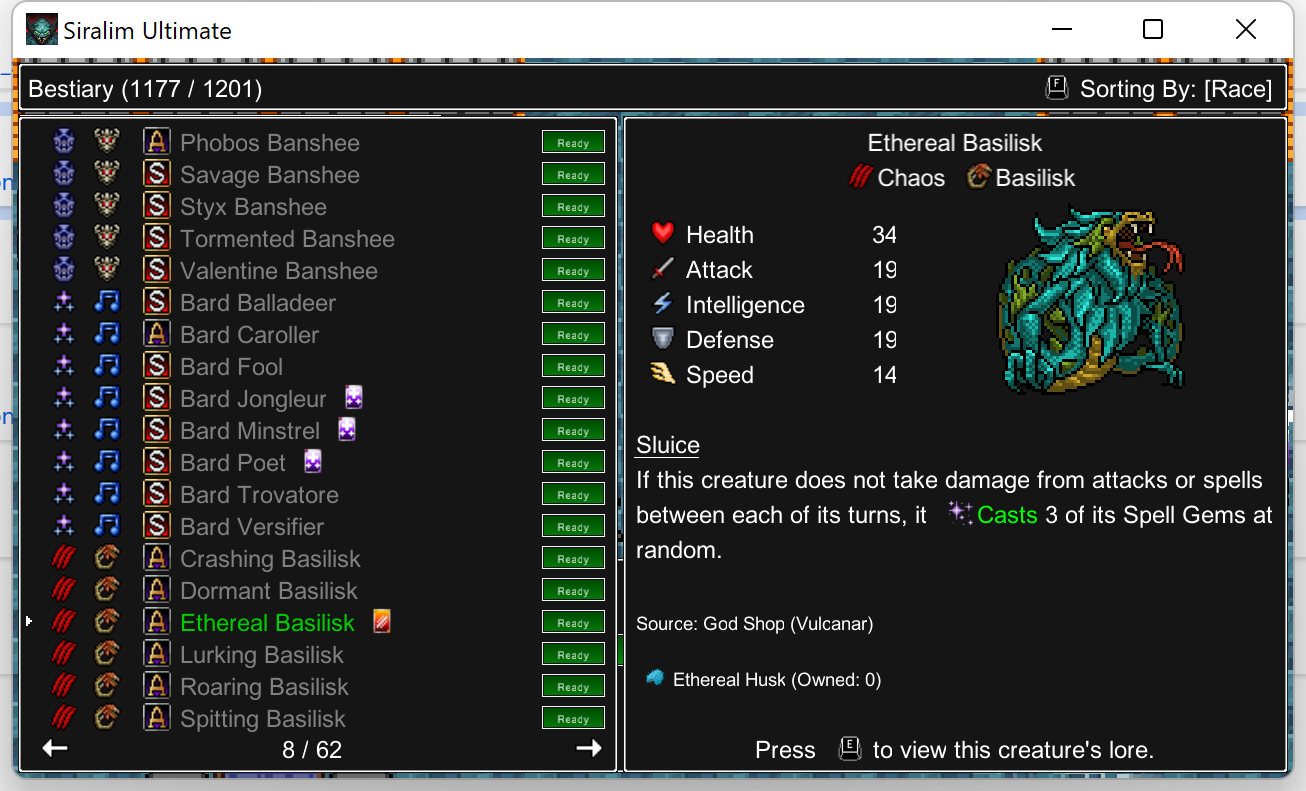 Siralim Ultimate
Bestiary (1177 / 1201)
F Sorting By: [Race]
A Phobos Banshee Ready
S Savage Banshee Ready
S Styx Banshee Ready
S Tormented Banshee Ready
S Valentine Banshee Ready
S Bard Balladeer Ready
A Bard Caroller Ready
S Bard Fool Ready
S Bard Jongleur Ready
S Bard Minstrel Ready
S Bard Poet Ready
S Bard Trovatore Ready
S Bard Versifier Ready
A Crashing Basilisk Ready
A Dormant Basilisk Ready
A Ethereal Basilisk Ready
A Lurking Basilisk Ready
A Roaring Basilisk Ready
A Spitting Basilisk Ready
8 / 62
Ethereal Basilisk
Chaos Basilisk
Health 34
Attack 19
Intelligence 19
Defense 19
Speed 14
Sluice
If this creature does not take damage from attacks or spells
between each of its turns, it Casts 3 of its Spell Gems at
random.
Source: God Shop (Vulcanar)
Ethereal Husk (Owned: 0)
Press E to view this creature's lore.